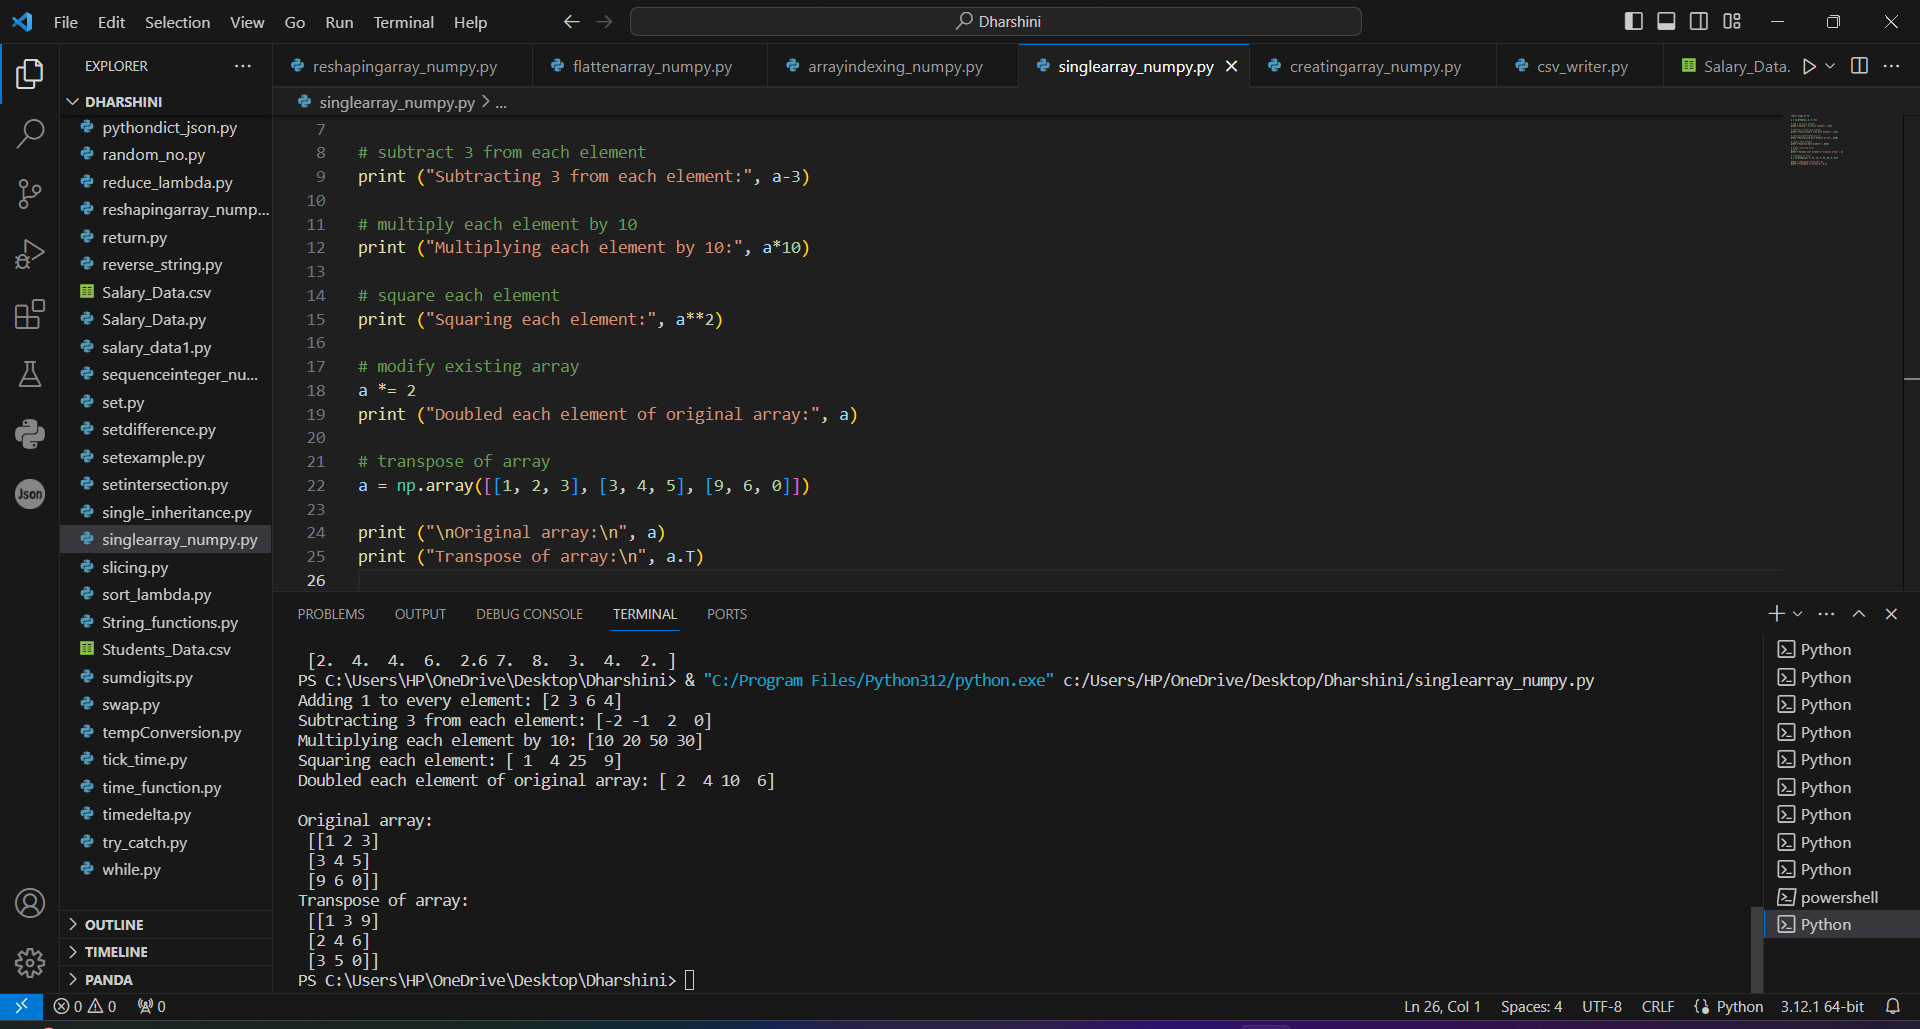 File Edit Selection View Go Run Terminal Help
Dharshini
EXPLORER
DHARSHINI
pythondict_json.py
random_no.py
reduce_lambda.py
reshapingarray_nump...
return.py
reverse_string.py
Salary_Data.csv
Salary_Data.py
salary_data1.py
sequenceinteger_nu...
set.py
setdifference.py
setexample.py
setintersection.py
single_inheritance.py
singlearray_numpy.py
slicing.py
sort_lambda.py
String_functions.py
Students_Data.csv
sumdigits.py
swap.py
tempConversion.py
tick_time.py
time_function.py
timedelta.py
try_catch.py
while.py
OUTLINE
TIMELINE
PANDA
Json
reshapingarray_numpy.py flattenarray_numpy.py arrayindexing_numpy.py singlearray_numpy.py creatingarray_numpy.py csv_writer.py Salary_Data.
singlearray_numpy.py > ...
7
8 # subtract 3 from each element
9 print ("Subtracting 3 from each element:", a-3)
10
11 # multiply each element by 10
12 print ("Multiplying each element by 10:", a*10)
13
14 # square each element
15 print ("Squaring each element:", a**2)
16
17 # modify existing array
18 a *= 2
19 print ("Doubled each element of original array:", a)
20
21 # transpose of array
22 a = np.array([[1, 2, 3], [3, 4, 5], [9, 6, 0]])
23
24 print ("\nOriginal array:\n", a)
25 print ("Transpose of array:\n", a.T)
26
PROBLEMS OUTPUT DEBUG CONSOLE TERMINAL PORTS
[2. 4. 4. 6. 2.6 7. 8. 3. 4. 2. ]
PS C:\Users\HP\OneDrive\Desktop\Dharshini> & "C:/Program Files/Python312/python.exe" c:/Users/HP/OneDrive/Desktop/Dharshini/singlearray_numpy.py
Adding 1 to every element: [2 3 6 4]
Subtracting 3 from each element: [-2 -1  2  0]
Multiplying each element by 10: [10 20 50 30]
Squaring each element: [ 1  4 25  9]
Doubled each element of original array: [ 2  4 10  6]
Original array:
[[1 2 3]
[3 4 5]
[9 6 0]]
Transpose of array:
[[1 3 9]
[2 4 6]
[3 5 0]]
PS C:\Users\HP\OneDrive\Desktop\Dharshini>
Python
Python
Python
Python
Python
Python
Python
Python
Python
powershell
Python
0 0 0
Ln 26, Col 1 Spaces: 4 UTF-8 CRLF Python 3.12.1 64-bit